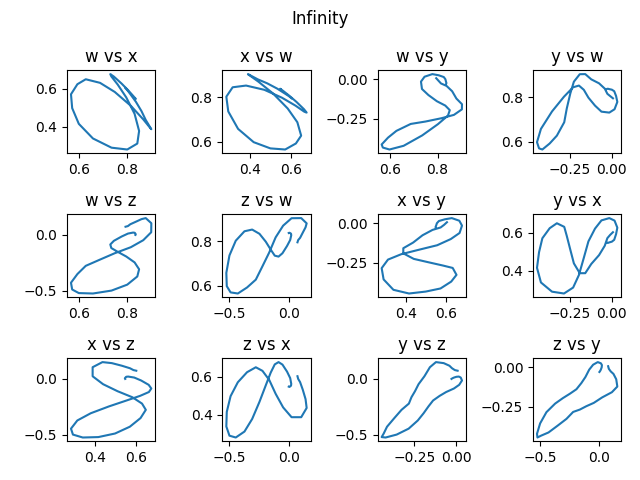 Infinity
w vs x
x vs w
w vs y
y vs w
0.6
0.4
0.6 0.8
0.8
0.6
0.4 0.6
0.00
−0.25
0.6 0.8
0.8
0.6
−0.25 0.00
w vs z
z vs w
x vs y
y vs x
0.0
−0.5
0.6 0.8
0.8
0.6
−0.5 0.0
0.00
−0.25
0.4 0.6
0.6
0.4
−0.25 0.00
x vs z
z vs x
y vs z
z vs y
0.0
−0.5
0.4 0.6
0.6
0.4
−0.5 0.0
0.0
−0.5
−0.25 0.00
0.00
−0.25
−0.5 0.0